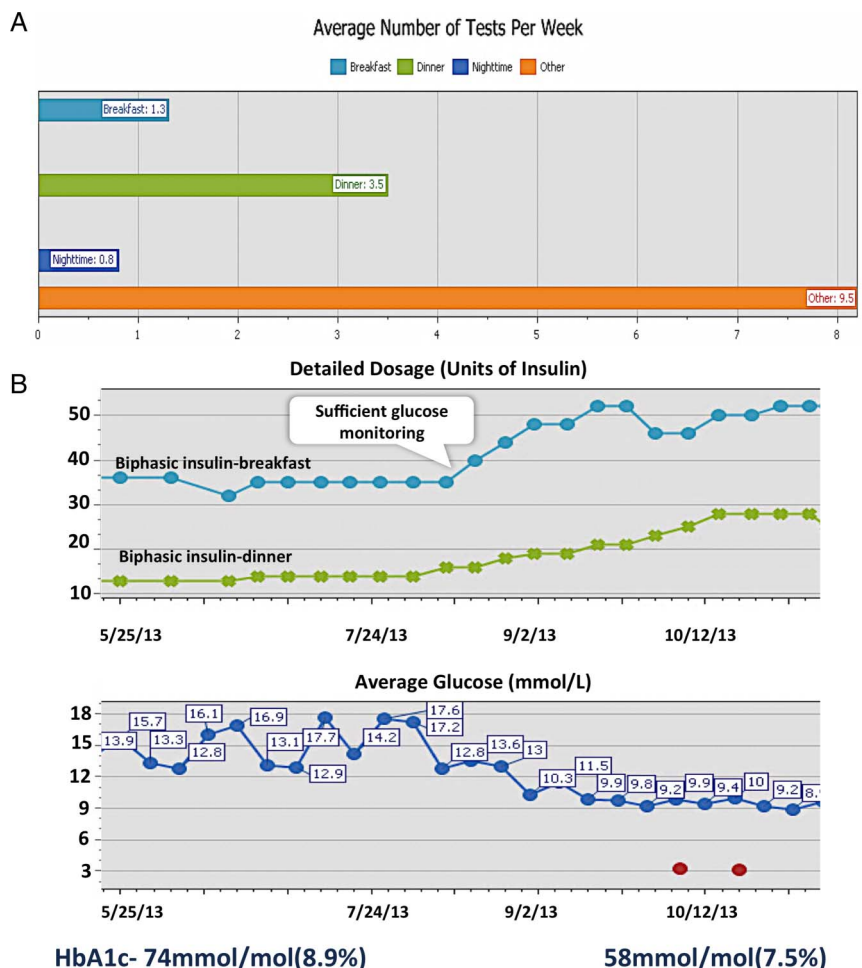 A
Average Number of Tests Per Week
Breakfast Dinner Nighttime Other
Breakfast: 1.3
Dinner: 3.5
Nighttime: 0.8
Other: 9.5
0 1 2 3 4 5 6 7 8
B
Detailed Dosage (Units of Insulin)
50
Sufficient glucose
monitoring
40
Biphasic insulin-breakfast
30
20
Biphasic insulin-dinner
10
5/25/13 7/24/13 9/2/13 10/12/13
Average Glucose (mmol/L)
18
15
12
9
6
3
13.9 15.7 13.3 12.8 16.1 16.9 13.1 12.9 17.7 14.2 17.6 17.2 12.8 13.6 13 10.3 11.5 9.9 9.8 9.2 9.9 9.4 10 9.2
5/25/13 7/24/13 9/2/13 10/12/13
HbA1c- 74mmol/mol(8.9%) 58mmol/mol(7.5%)